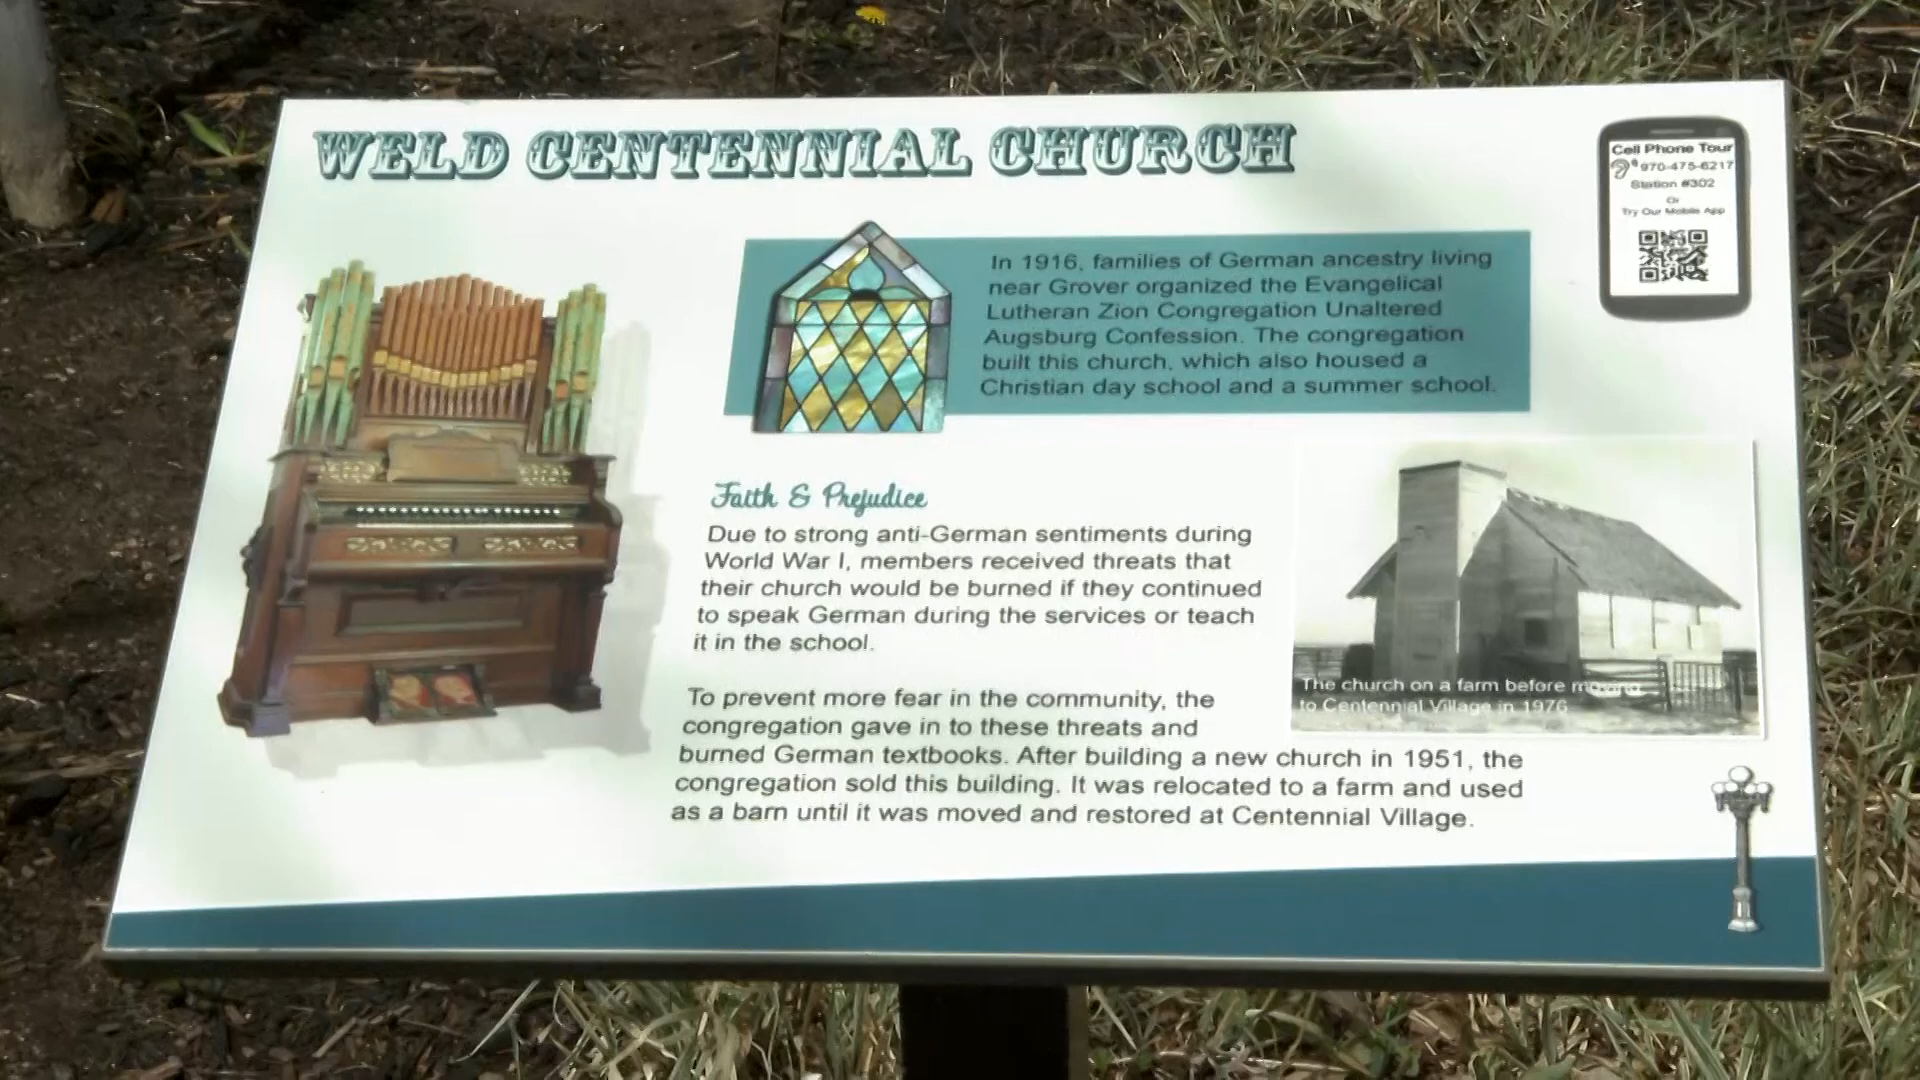 WELD CENTENNIAL CHURCH
Cell Phone Tour
970-475-6217
Station #302
Or
Try Our Mobile App
In 1916, families of German ancestry living
near Grover organized the Evangelical
Lutheran Zion Congregation Unaltered
Augsburg Confession. The congregation
built this church, which also housed a
Christian day school and a summer school.
Faith & Prejudice
Due to strong anti-German sentiments during
World War I, members received threats that
their church would be burned if they continued
to speak German during the services or teach
it in the school.
To prevent more fear in the community, the
congregation gave in to these threats and
burned German textbooks. After building a new church in 1951, the
congregation sold this building. It was relocated to a farm and used
as a barn until it was moved and restored at Centennial Village.
The church on a farm before moving
to Centennial Village in 1976